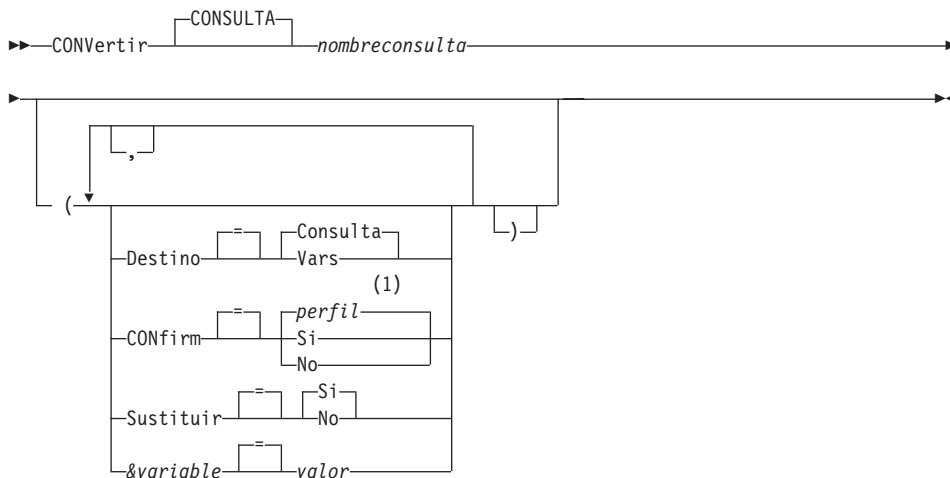 CONSULTA
CONVertir nombreconsulta
,
( )
= Consulta
Destino Vars
(1)
= perfil
CONfirm Si
No
= Si
Sustituir No
=
&variable valor